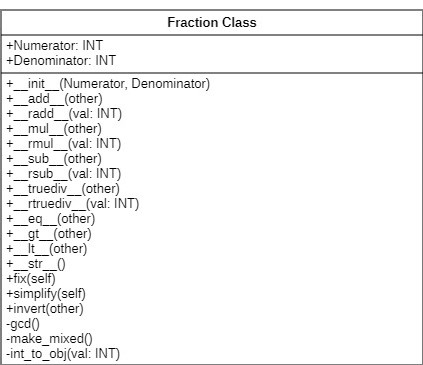 Fraction Class
+Numerator: INT
+Denominator: INT
+__init__(Numerator, Denominator)
+__add__(other)
+__radd__(val: INT)
+__mul__(other)
+__rmul__(val: INT)
+__sub__(other)
+__rsub__(val: INT)
+__truediv__(other)
+__rtruediv__(val: INT)
+__eq__(other)
+__gt__(other)
+__lt__(other)
+__str__()
+fix(self)
+simplify(self)
+invert(other)
-gcd()
-make_mixed()
-int_to_obj(val: INT)